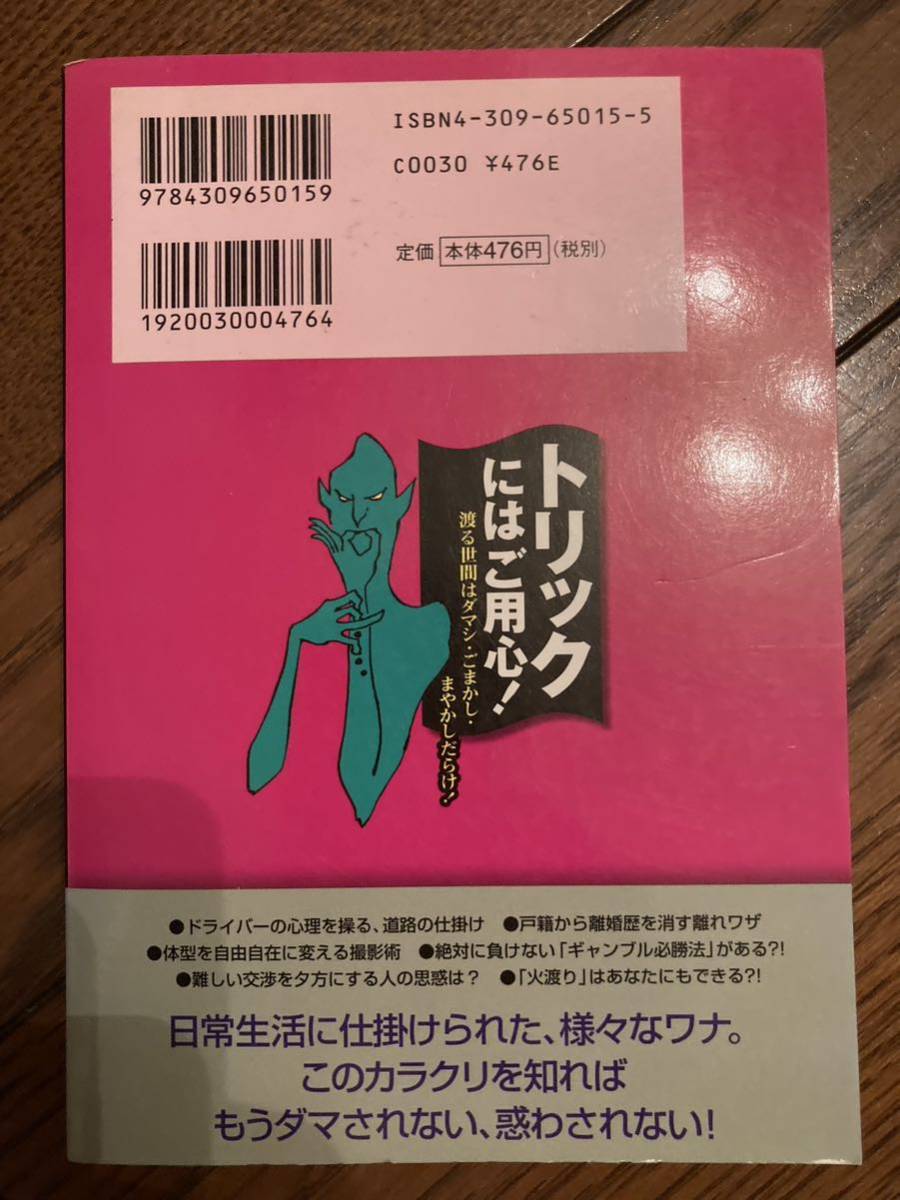 ISBN4-309-65015-5
C0030 ¥476E
9784309650159
定価 本体476円(税別)
1920030004764
トリック
にはご用心!
渡る世間はダマシ・ごまかし・
まやかしだらけ!
●ドライバーの心理を操る、道路の仕掛け ●戸籍から離婚歴を消す離れワザ
●体型を自由自在に変える撮影術 ●絶対に負けない「ギャンブル必勝法」がある?!
●難しい交渉を夕方にする人の思惑は? ●「火渡り」はあなたにもできる?!
日常生活に仕掛けられた、様々なワナ。
このカラクリを知れば
もうダマされない、惑わされない!